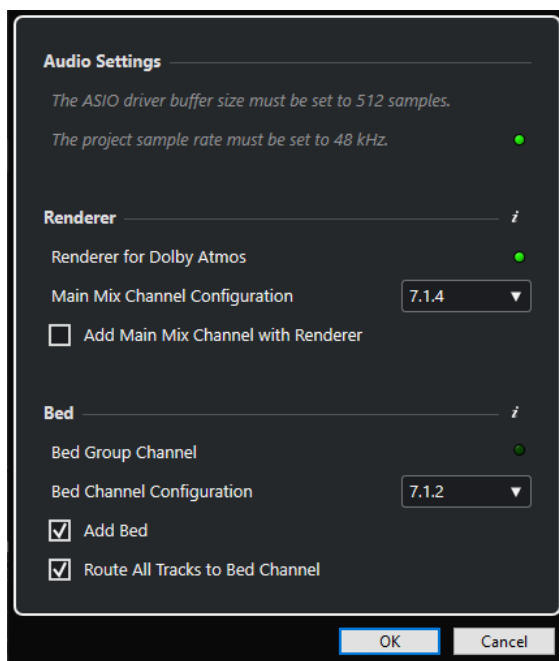 Audio Settings
The ASIO driver buffer size must be set to 512 samples.
The project sample rate must be set to 48 kHz.
Renderer
i
Renderer for Dolby Atmos
Main Mix Channel Configuration 7.1.4
Add Main Mix Channel with Renderer
Bed
i
Bed Group Channel
Bed Channel Configuration 7.1.2
Add Bed
Route All Tracks to Bed Channel
OK Cancel